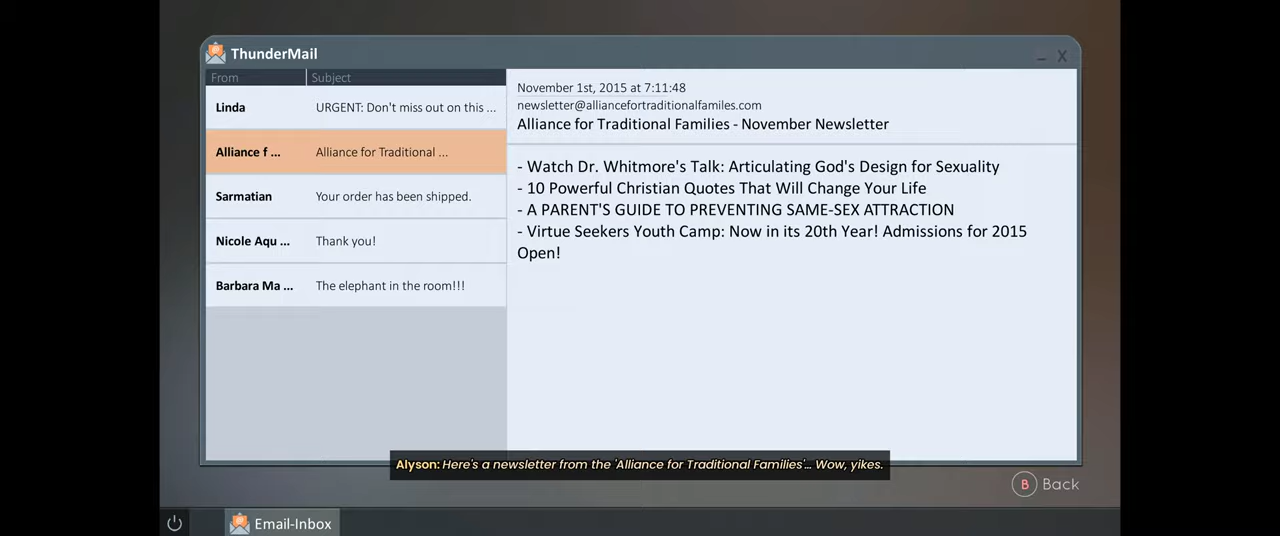 ThunderMail
From Subject
Linda URGENT: Don't miss out on this ...
Alliance f ... Alliance for Traditional ...
Sarmatian Your order has been shipped.
Nicole Aqu ... Thank you!
Barbara Ma ... The elephant in the room!!!
November 1st, 2015 at 7:11:48
newsletter@alliancefortraditionalfamiles.com
Alliance for Traditional Families - November Newsletter
- Watch Dr. Whitmore's Talk: Articulating God's Design for Sexuality
- 10 Powerful Christian Quotes That Will Change Your Life
- A PARENT'S GUIDE TO PREVENTING SAME-SEX ATTRACTION
- Virtue Seekers Youth Camp: Now in its 20th Year! Admissions for 2015
Open!
Alyson: Here's a newsletter from the 'Alliance for Traditional Families'... Wow, yikes.
B Back
Email-Inbox